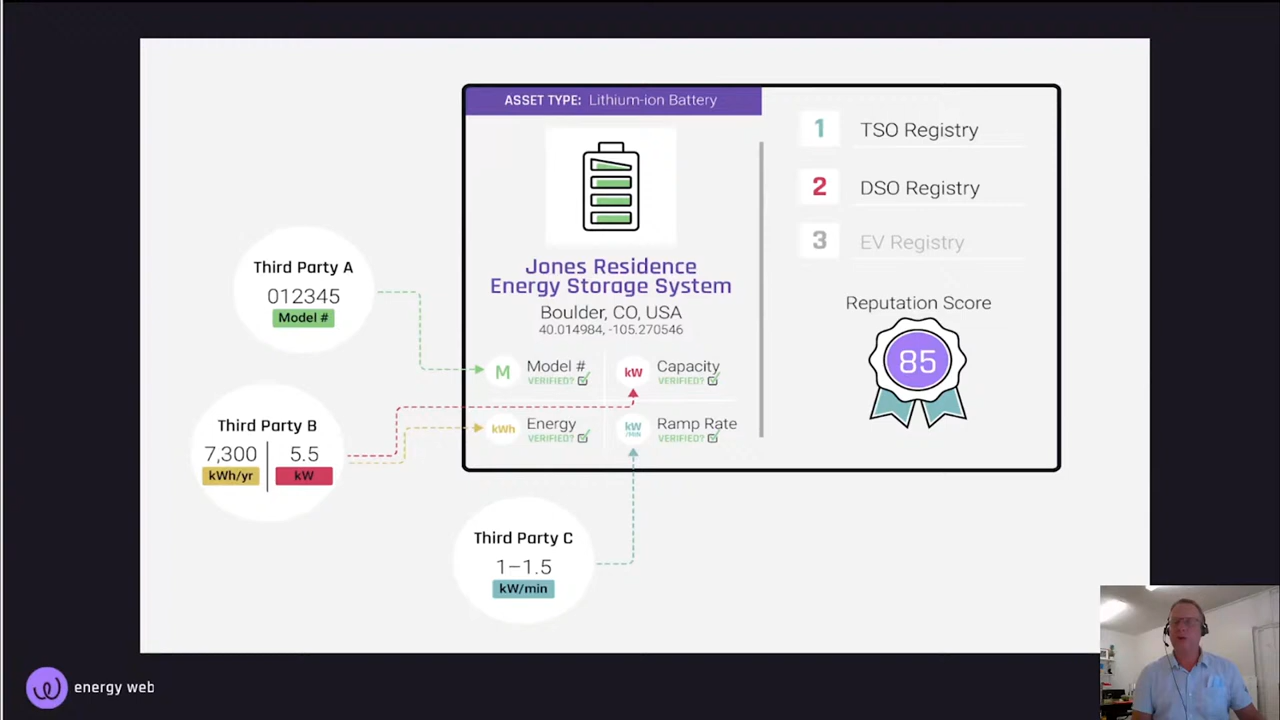 ASSET TYPE: Lithium-ion Battery
Jones Residence
Energy Storage System
Boulder, CO, USA
40.014984, -105.270546
M
Model #
VERIFIED?
kW
Capacity
VERIFIED?
kWh
Energy
VERIFIED?
kW
/Min
Ramp Rate
VERIFIED?
1 TSO Registry
2 DSO Registry
3 EV Registry
Reputation Score
85
Third Party A
012345
Model #
Third Party B
7,300 5.5
kWh/yr kW
Third Party C
1–1.5
kW/min
energy web